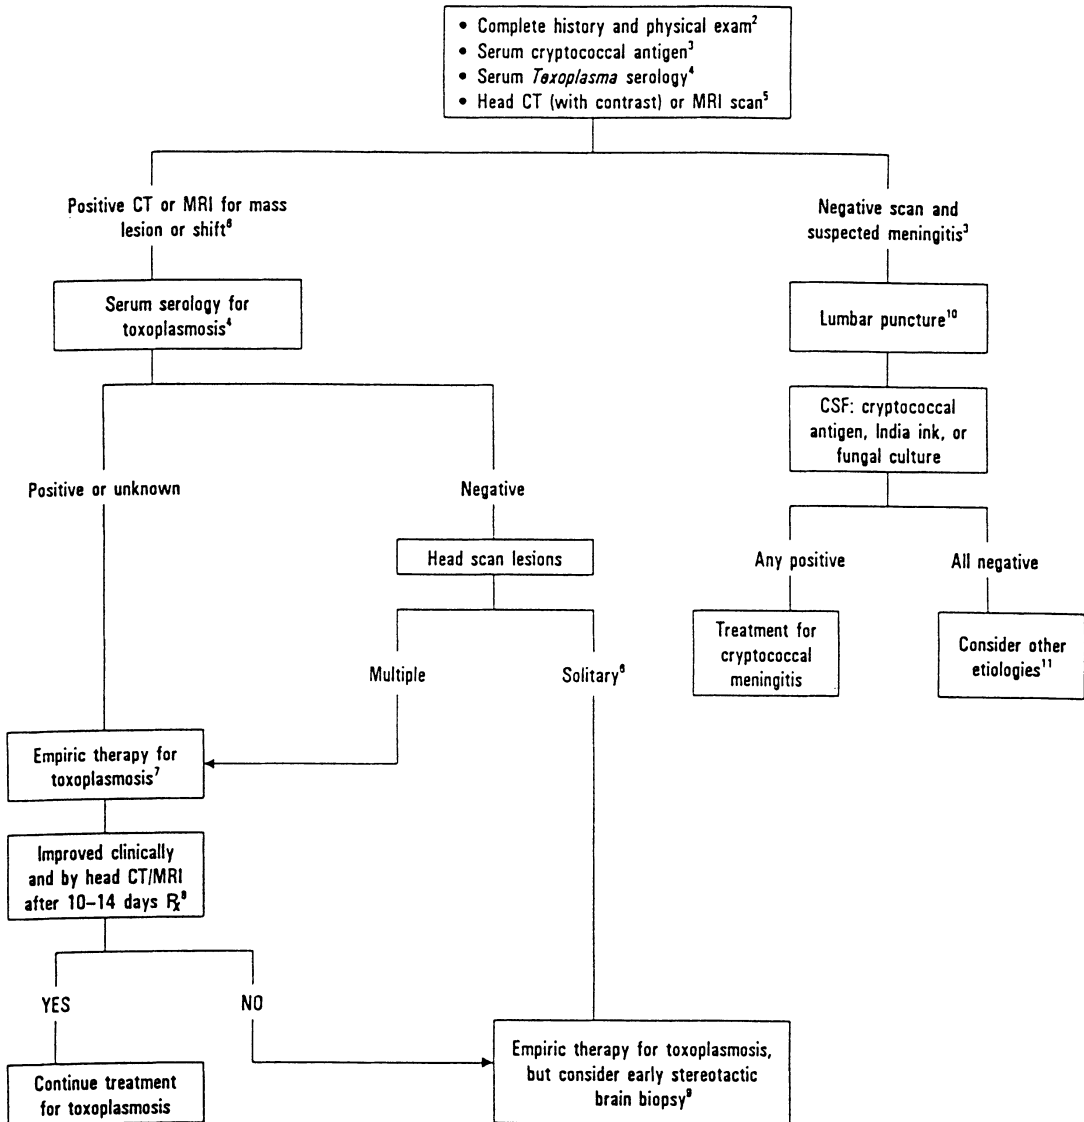 • Complete history and physical exam²
• Serum cryptococcal antigen³
• Serum Toxoplasma serology⁴
• Head CT (with contrast) or MRI scan⁵
Positive CT or MRI for mass
lesion or shift⁶
Negative scan and
suspected meningitis³
Serum serology for
toxoplasmosis⁴
Lumbar puncture¹⁰
CSF: cryptococcal
antigen, India ink, or
fungal culture
Positive or unknown
Negative
Head scan lesions
Any positive
All negative
Multiple
Solitary⁶
Treatment for
cryptococcal
meningitis
Consider other
etiologies¹¹
Empiric therapy for
toxoplasmosis⁷
Improved clinically
and by head CT/MRI
after 10–14 days ℞⁸
YES
NO
Continue treatment
for toxoplasmosis
Empiric therapy for toxoplasmosis,
but consider early stereotactic
brain biopsy⁹